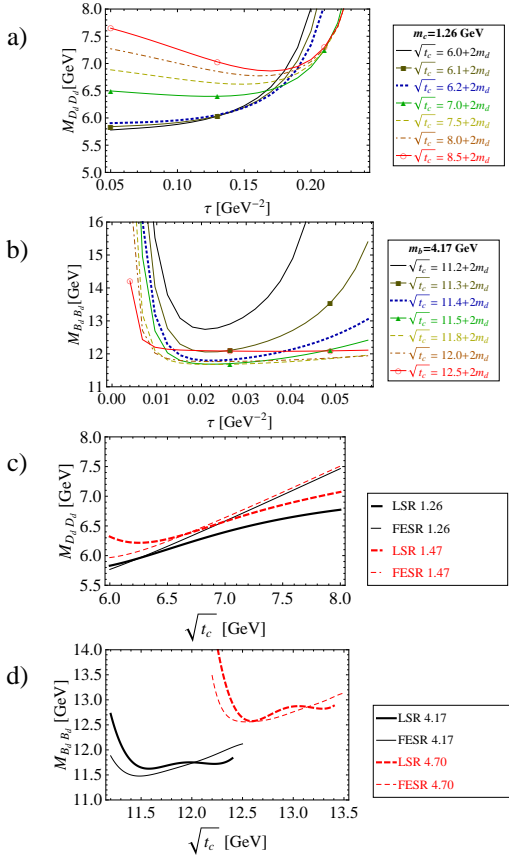 a)
8.0
7.5
7.0
6.5
6.0
5.5
5.0
M_{D_d D_d} [GeV]
0.05 0.10 0.15 0.20
τ [GeV^{-2}]
m_c=1.26 GeV
√t_c = 6.0+2m_d
√t_c = 6.1+2m_d
√t_c = 6.2+2m_d
√t_c = 7.0+2m_d
√t_c = 7.5+2m_d
√t_c = 8.0+2m_d
√t_c = 8.5+2m_d
b)
16
15
14
13
12
11
M_{B_d B_d}[GeV]
0.00 0.01 0.02 0.03 0.04 0.05
τ [GeV^{-2}]
m_b=4.17 GeV
√t_c = 11.2+2m_d
√t_c = 11.3+2m_d
√t_c = 11.4+2m_d
√t_c = 11.5+2m_d
√t_c = 11.8+2m_d
√t_c = 12.0+2m_d
√t_c = 12.5+2m_d
c)
8.0
7.5
7.0
6.5
6.0
5.5
M_{D_d D_d} [GeV]
6.0 6.5 7.0 7.5 8.0
√t_c [GeV]
LSR 1.26
FESR 1.26
LSR 1.47
FESR 1.47
d)
14.0
13.5
13.0
12.5
12.0
11.5
11.0
M_{B_d B_d} [GeV]
11.5 12.0 12.5 13.0 13.5
√t_c [GeV]
LSR 4.17
FESR 4.17
LSR 4.70
FESR 4.70